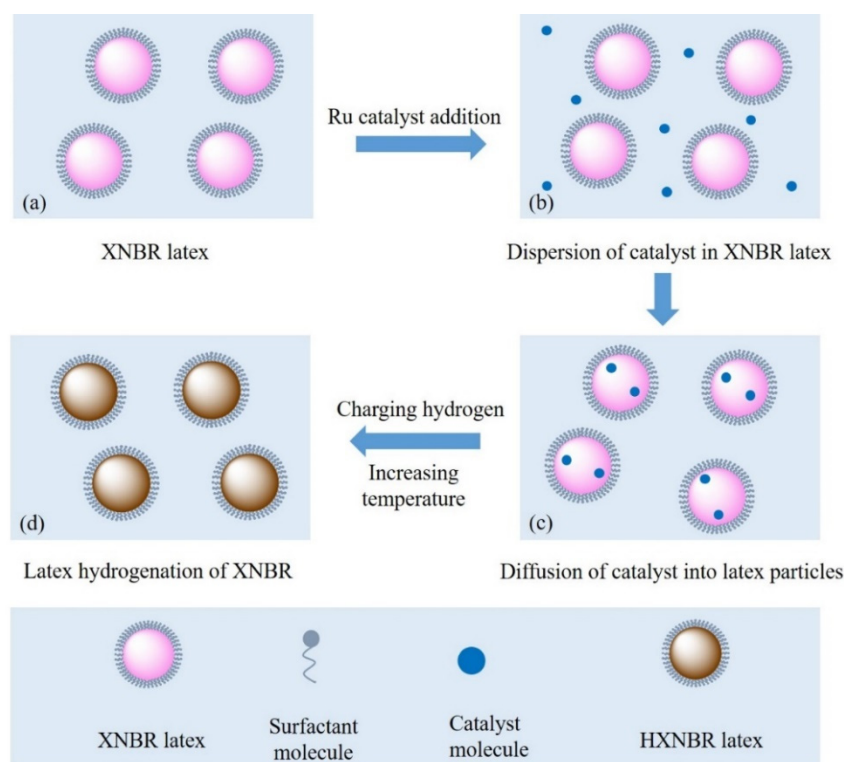 (a)
XNBR latex
Ru catalyst addition
(b)
Dispersion of catalyst in XNBR latex
(c)
Diffusion of catalyst into latex particles
Charging hydrogen
Increasing
temperature
(d)
Latex hydrogenation of XNBR
XNBR latex
Surfactant
molecule
Catalyst
molecule
HXNBR latex